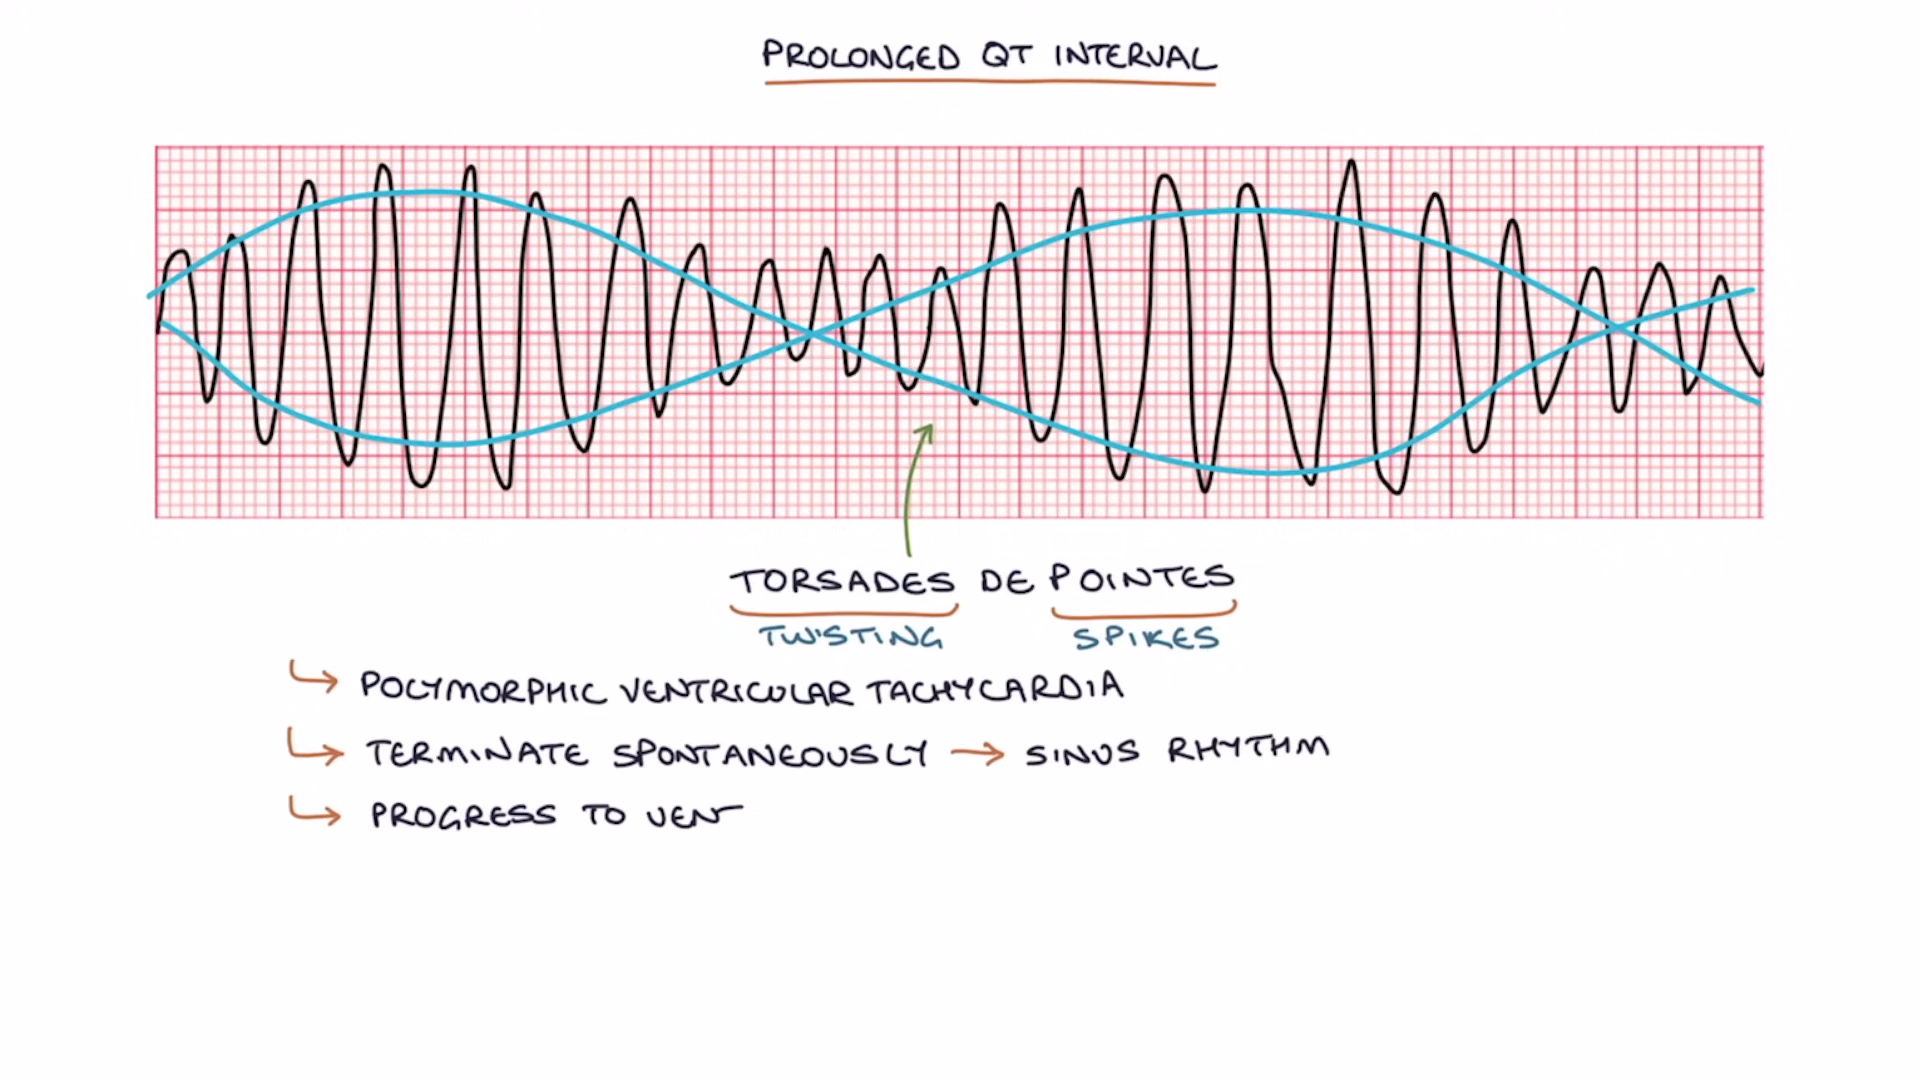 PROLONGED QT INTERVAL
TORSADES DE POINTES
TWISTING SPIKES
POLYMORPHIC VENTRICULAR TACHYCARDIA
TERMINATE SPONTANEOUSLY → SINUS RHYTHM
PROGRESS TO VENT